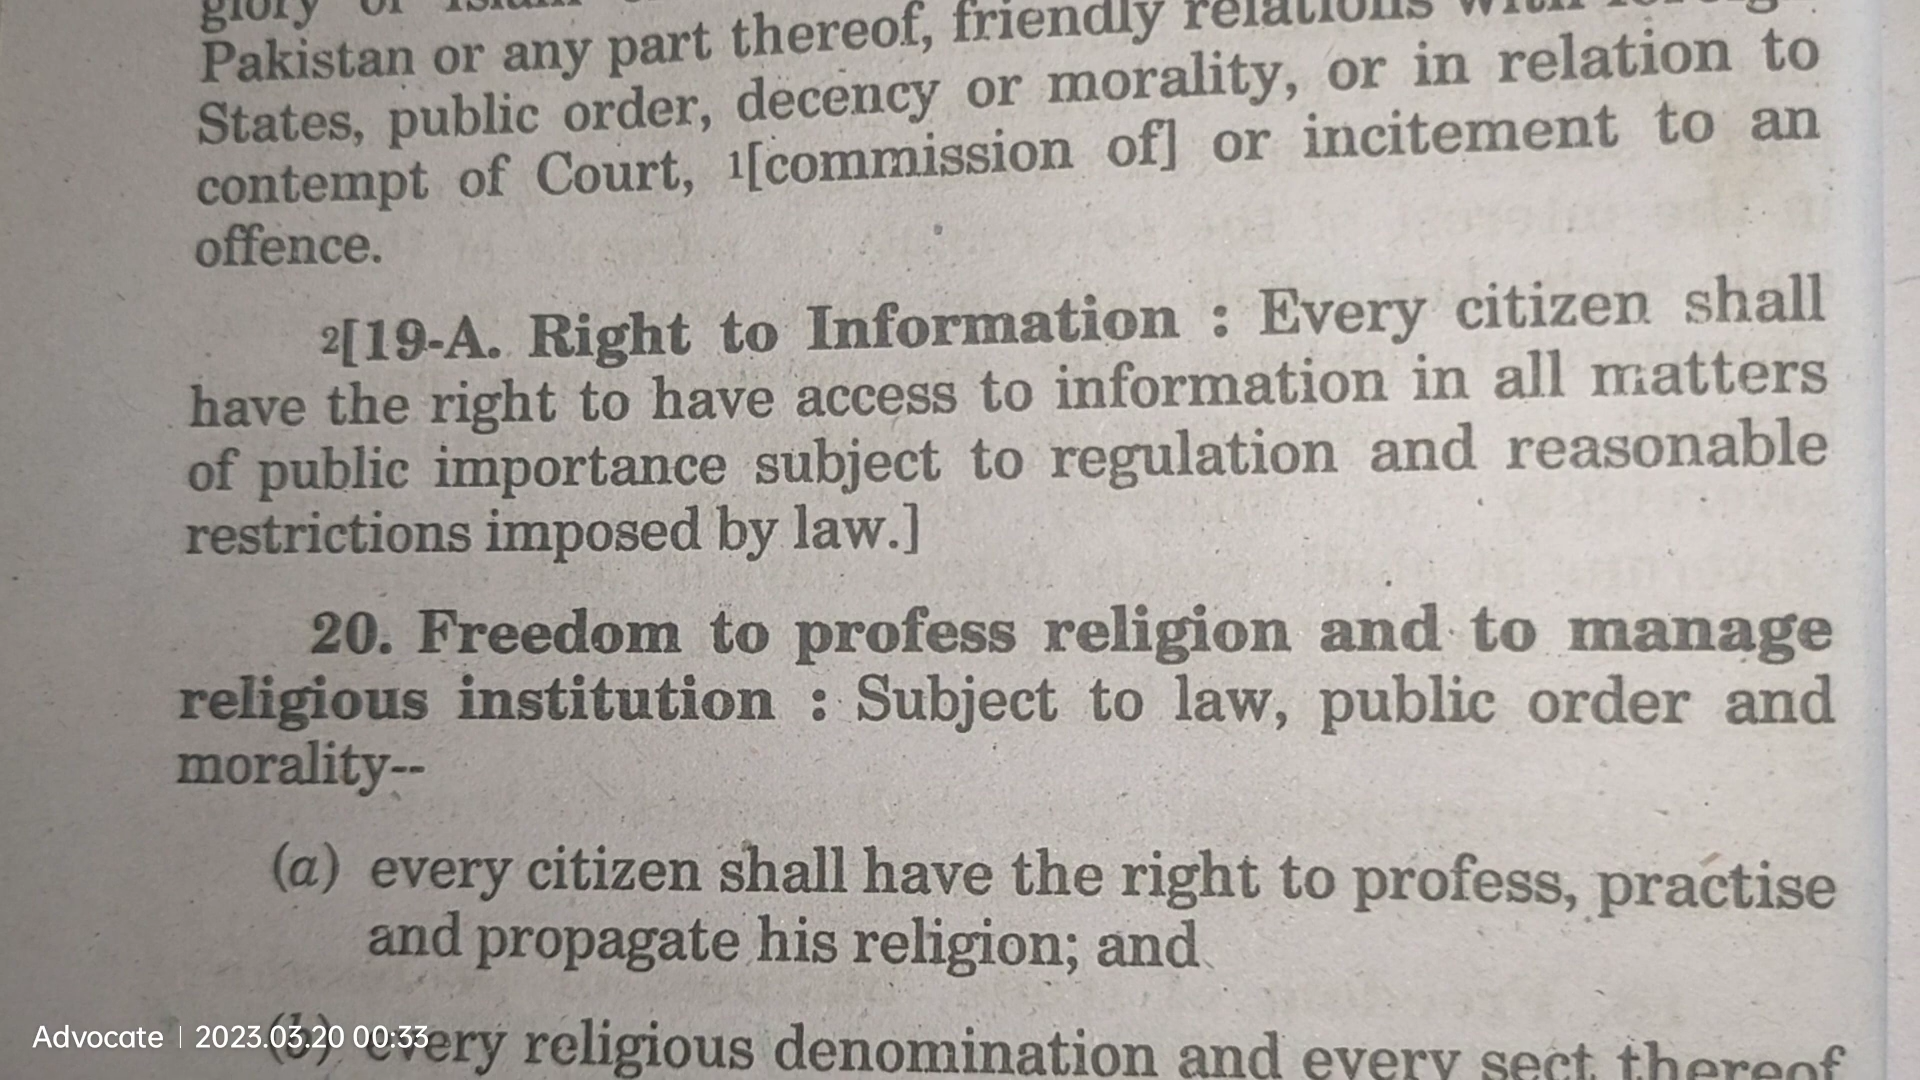 glory of Islam
Pakistan or any part thereof, friendly relations with
States, public order, decency or morality, or in relation to
contempt of Court, 1[commission of] or incitement to an
offence.
2[19-A. Right to Information : Every citizen shall
have the right to have access to information in all matters
of public importance subject to regulation and reasonable
restrictions imposed by law.]
20. Freedom to profess religion and to manage
religious institution : Subject to law, public order and
morality--
(a) every citizen shall have the right to profess, practise
and propagate his religion; and
(b) every religious denomination and every sect thereof
Advocate | 2023.03.20 00:33